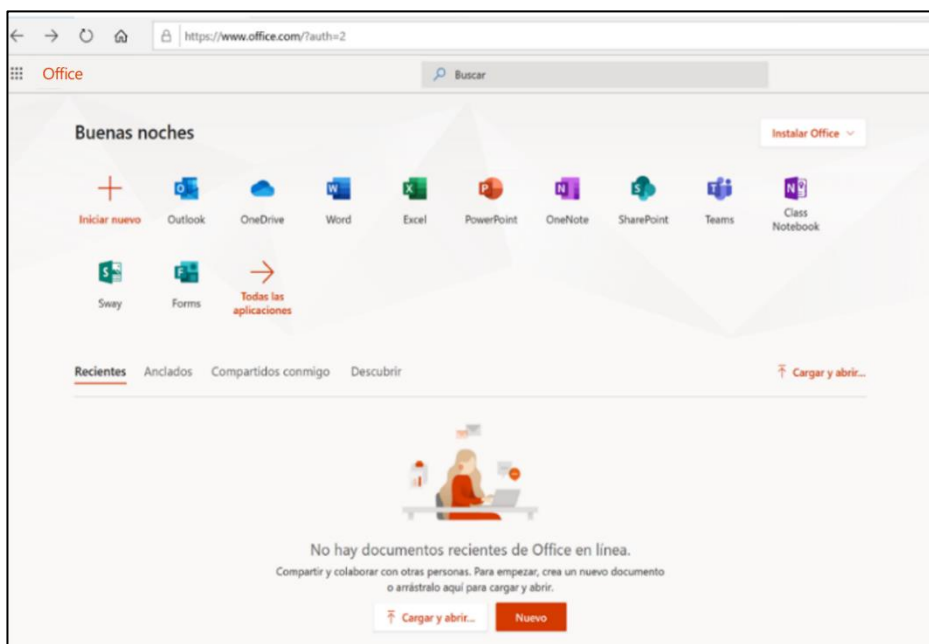 https://www.office.com/?auth=2
Office
Buscar
Buenas noches
Instalar Office
Iniciar nuevo
Outlook
OneDrive
Word
Excel
PowerPoint
OneNote
SharePoint
Teams
Class
Notebook
Sway
Forms
Todas las
aplicaciones
Recientes
Anclados
Compartidos conmigo
Descubrir
Cargar y abrir...
No hay documentos recientes de Office en línea.
Compartir y colaborar con otras personas. Para empezar, crea un nuevo documento
o arrástralo aquí para cargar y abrir.
Cargar y abrir...
Nuevo